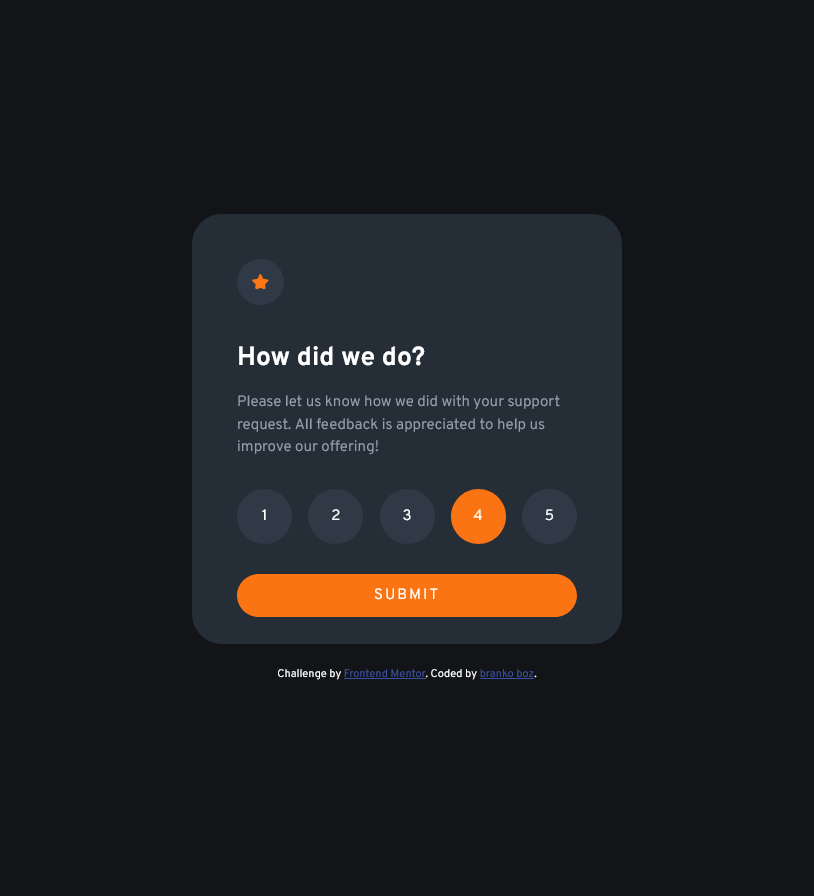 How did we do?
Please let us know how we did with your support
request. All feedback is appreciated to help us
improve our offering!
1 2 3 4 5
SUBMIT
Challenge by Frontend Mentor. Coded by branko boz.